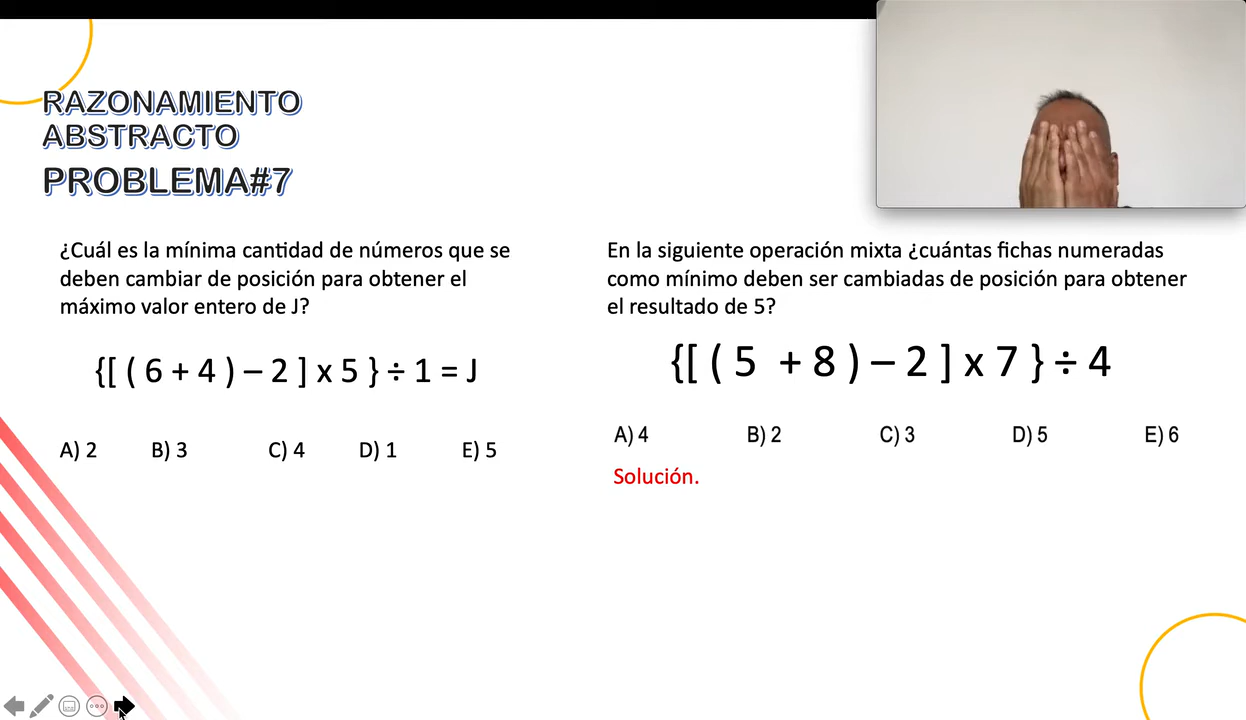 RAZONAMIENTO
ABSTRACTO
PROBLEMA#7
¿Cuál es la mínima cantidad de números que se
deben cambiar de posición para obtener el
máximo valor entero de J?
{[ ( 6 + 4 ) – 2 ] x 5 } ÷ 1 = J
A) 2 B) 3 C) 4 D) 1 E) 5
En la siguiente operación mixta ¿cuántas fichas numeradas
como mínimo deben ser cambiadas de posición para obtener
el resultado de 5?
{[ ( 5 + 8 ) – 2 ] x 7 } ÷ 4
A) 4 B) 2 C) 3 D) 5 E) 6
Solución.